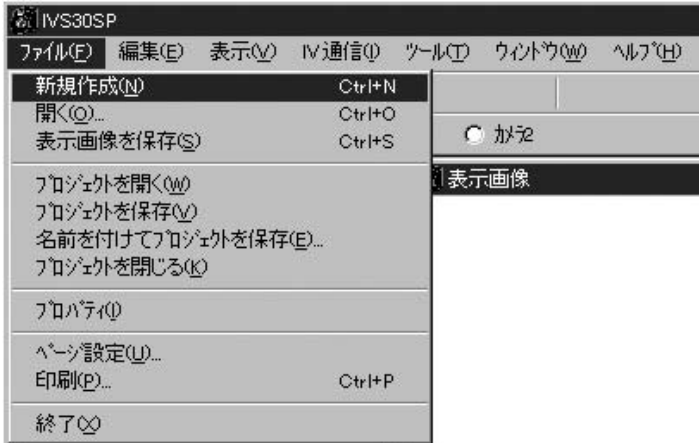 IVS30SP
ﾌｧｲﾙ(F) 編集(E) 表示(V) IV通信(I) ﾂｰﾙ(T) ｳｨﾝﾄﾞｳ(W) ﾍﾙﾌﾟ(H)
新規作成(N) Ctrl+N
開く(O)... Ctrl+O
表示画像を保存(S) Ctrl+S
ｶﾒﾗ2
表示画像
ﾌﾟﾛｼﾞｪｸﾄを開く(W)
ﾌﾟﾛｼﾞｪｸﾄを保存(V)
名前を付けてﾌﾟﾛｼﾞｪｸﾄを保存(E)...
ﾌﾟﾛｼﾞｪｸﾄを閉じる(K)
ﾌﾟﾛﾊﾟﾃｨ(I)
ﾍﾟｰｼﾞ設定(U)...
印刷(P)... Ctrl+P
終了(X)